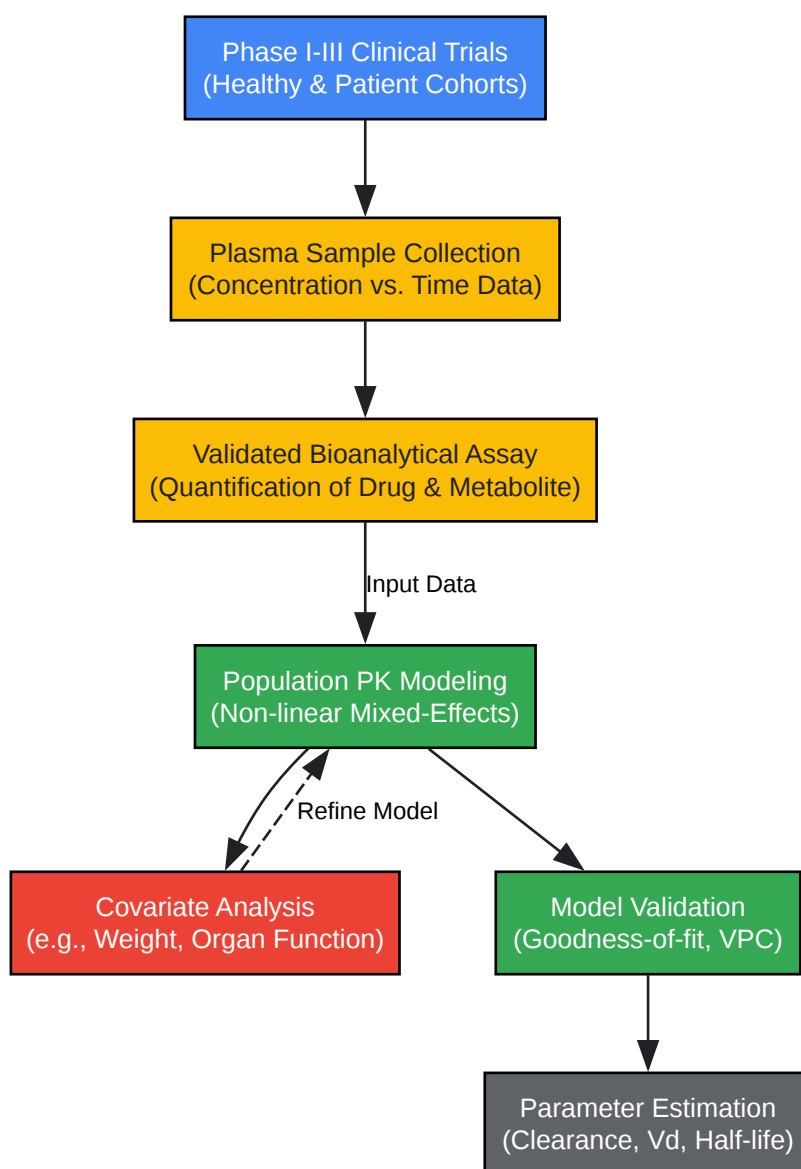 Phase I-III Clinical Trials
(Healthy & Patient Cohorts)
Plasma Sample Collection
(Concentration vs. Time Data)
Validated Bioanalytical Assay
(Quantification of Drug & Metabolite)
Input Data
Population PK Modeling
(Non-linear Mixed-Effects)
Refine Model
Covariate Analysis
(e.g., Weight, Organ Function)
Model Validation
(Goodness-of-fit, VPC)
Parameter Estimation
(Clearance, Vd, Half-life)